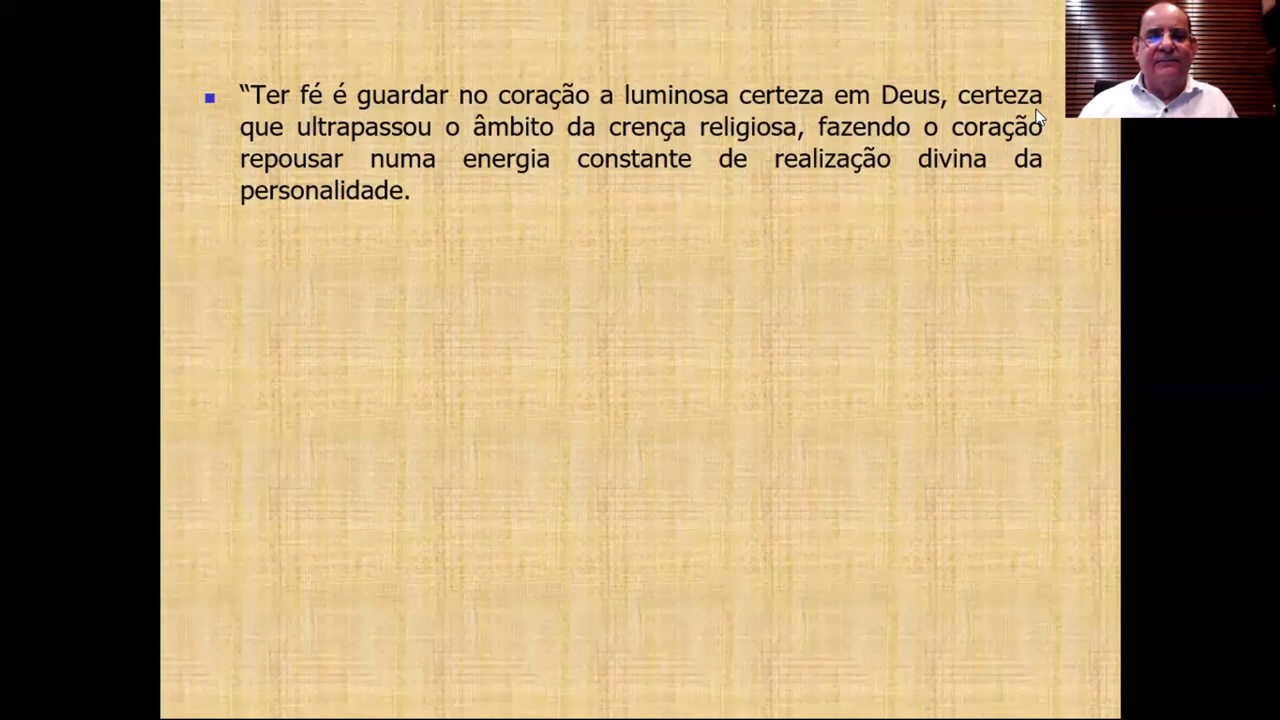 “Ter fé é guardar no coração a luminosa certeza em Deus, certeza
que ultrapassou o âmbito da crença religiosa, fazendo o coração
repousar numa energia constante de realização divina da
personalidade.